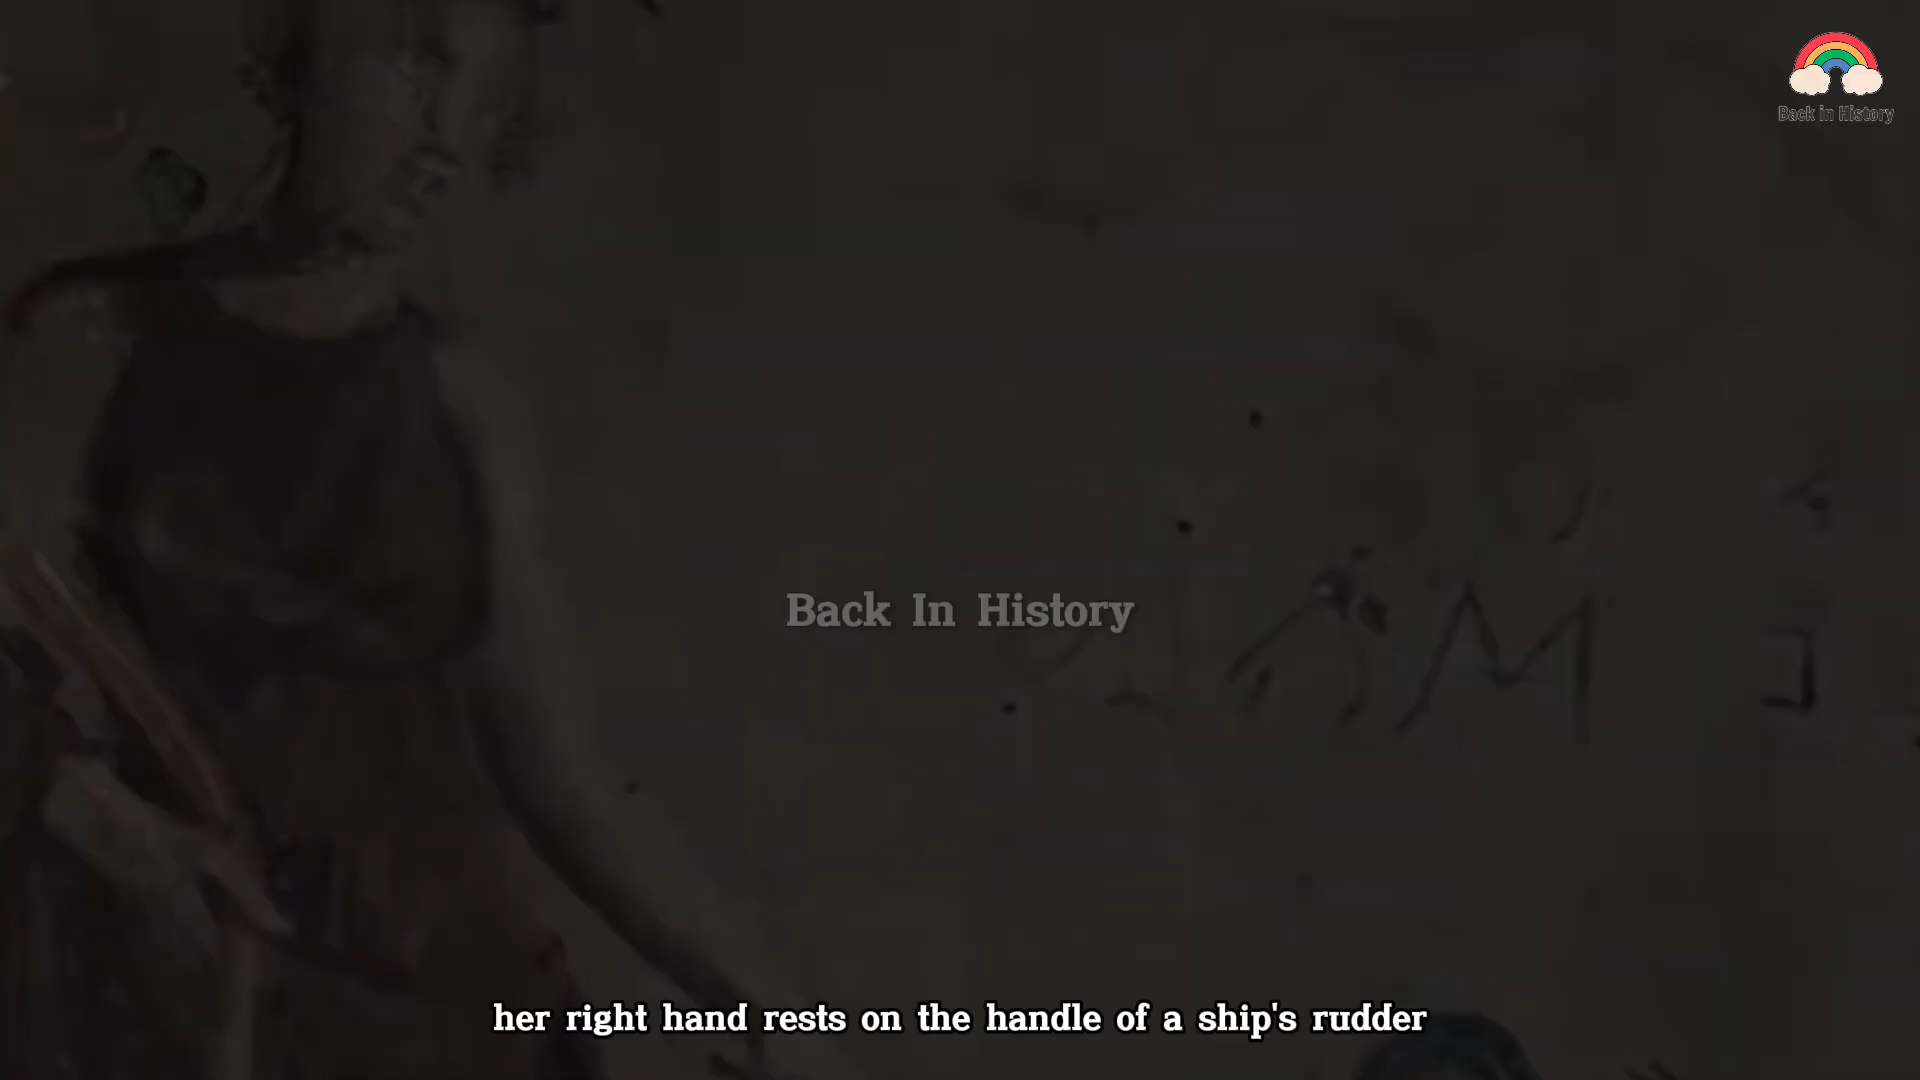 Back in History
Back In History
her right hand rests on the handle of a ship's rudder